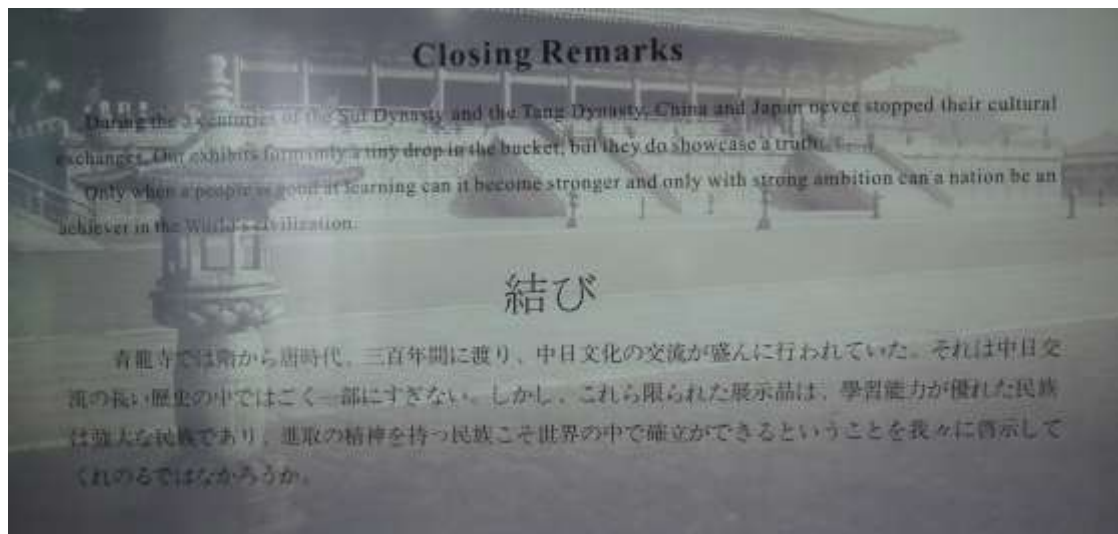 Closing Remarks
During the 3 centuries of the Sui Dynasty and the Tang Dynasty, China and Japan never stopped their cultural
exchanges. Our exhibits form only a tiny drop in the bucket, but they do showcase a truth:
Only when a people is good at learning can it become stronger and only with strong ambition can a nation be an
achiever in the World's civilization.
結び
青龍寺では隋から唐時代、三百年間に渡り、中日文化の交流が盛んに行われていた。それは中日交
流の長い歴史の中ではごく一部にすぎない。しかし、これら限られた展示品は、學習能力が優れた民族
は強大な民族であり、進取の精神を持つ民族こそ世界の中で確立ができるということを我々に啓示して
くれのるではなかろうか。